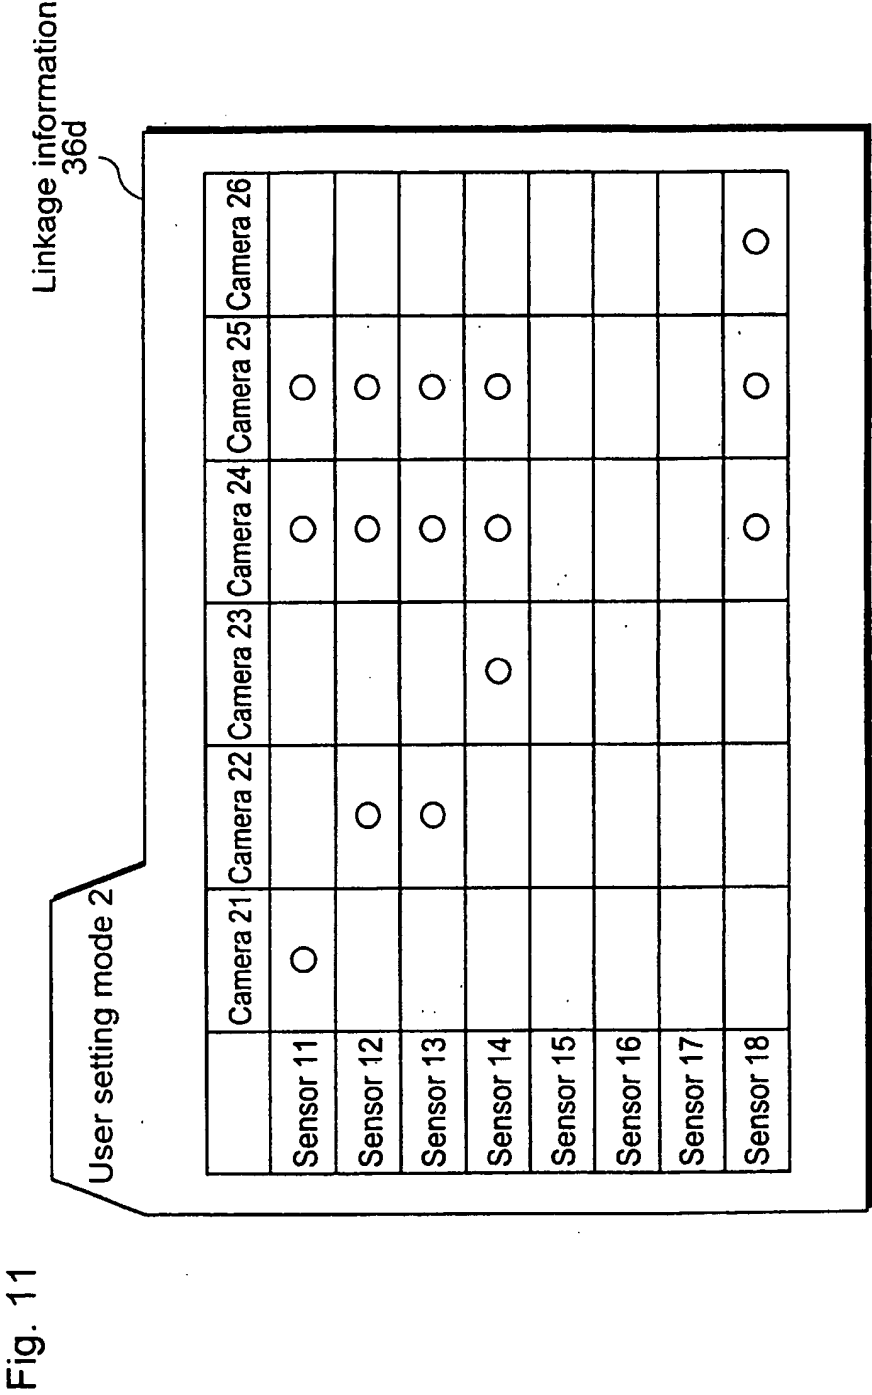 Fig. 11
Linkage information
36d
User setting mode 2
Camera 21 Camera 22 Camera 23 Camera 24 Camera 25 Camera 26
Sensor 11 ○ ○ ○
Sensor 12 ○ ○ ○
Sensor 13 ○ ○ ○
Sensor 14 ○ ○ ○
Sensor 15
Sensor 16
Sensor 17
Sensor 18 ○ ○ ○